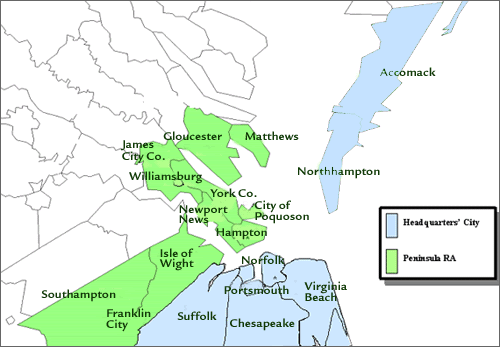 Accomack
Gloucester
Matthews
James
City Co.
Northhampton
Williamsburg
York Co.
City of
Poquoson
Newport
News
Hampton
Headquarters' City
Isle of
Wight
Norfolk
Peninsula RA
Southampton
Portsmouth
Virginia
Beach
Franklin
City
Suffolk
Chesapeake